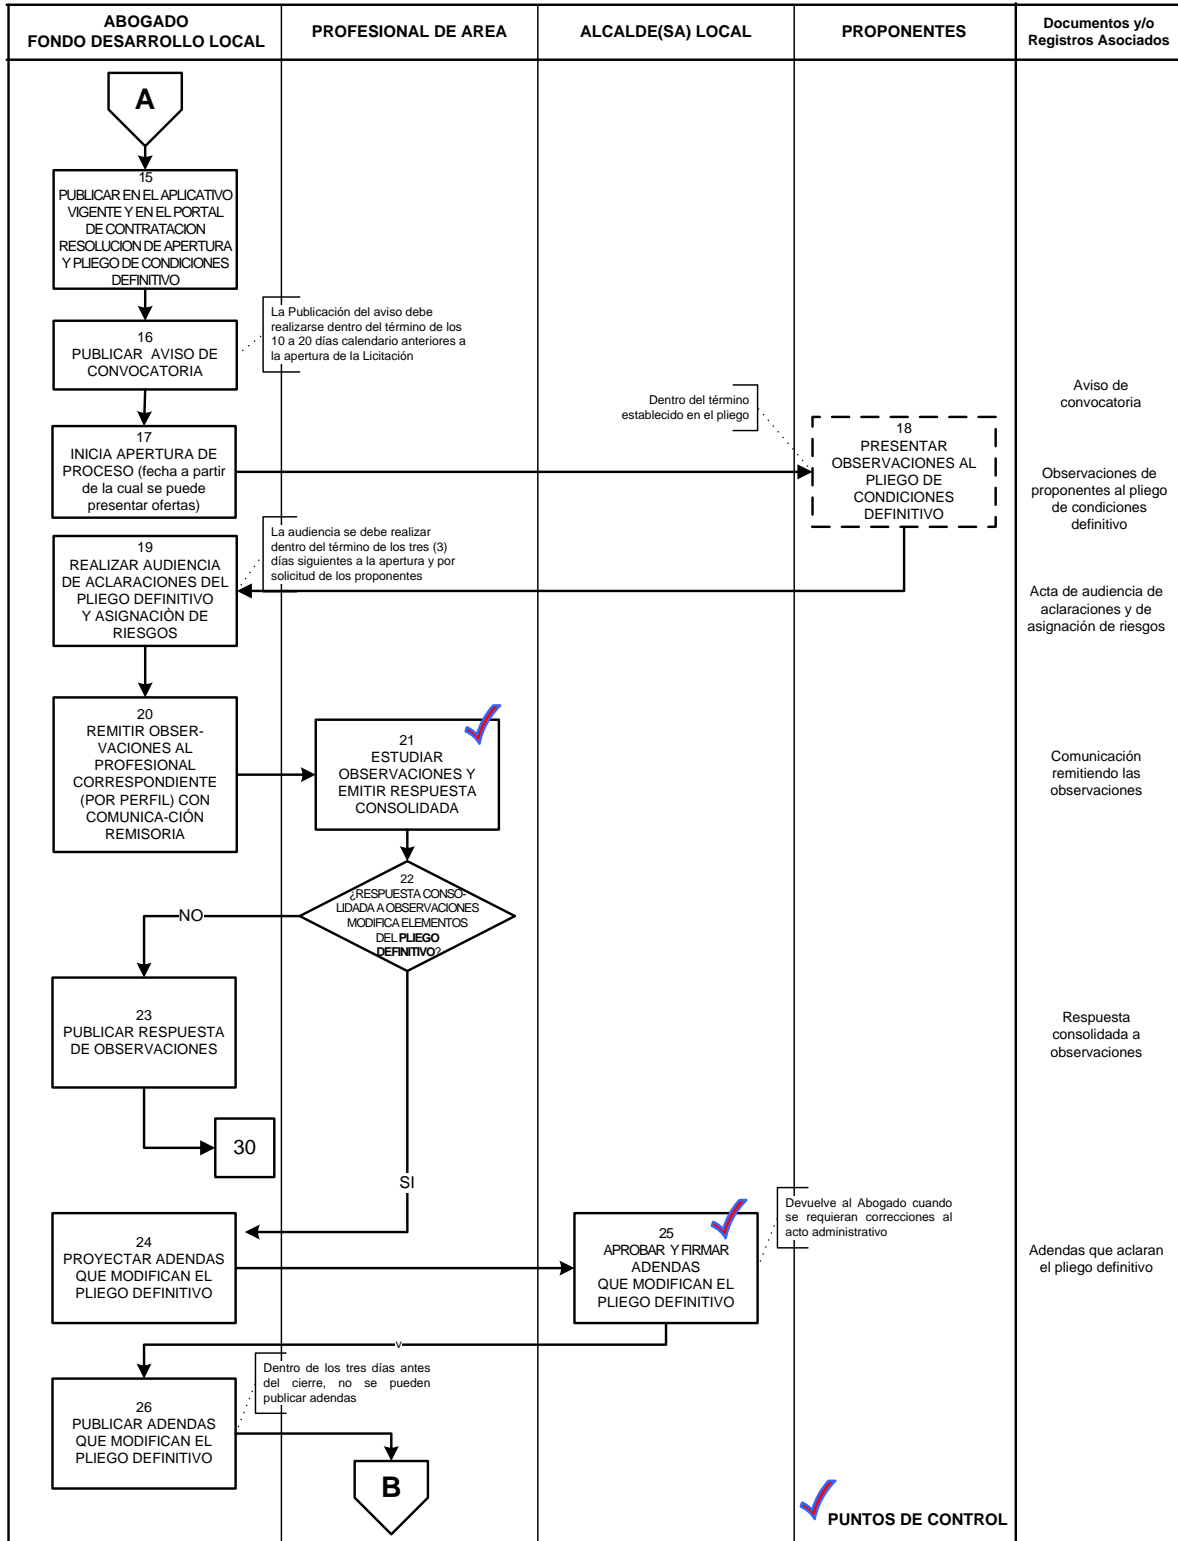 ABOGADO
FONDO DESARROLLO LOCAL
PROFESIONAL DE AREA
ALCALDE(SA) LOCAL
PROPONENTES
Documentos y/o
Registros Asociados
A
15
PUBLICAR EN EL APLICATIVO
VIGENTE Y EN EL PORTAL
DE CONTRATACION
RESOLUCION DE APERTURA
Y PLIEGO DE CONDICIONES
DEFINITIVO
La Publicación del aviso debe
realizarse dentro del término de los
10 a 20 días calendario anteriores a
la apertura de la Licitación
16
PUBLICAR AVISO DE
CONVOCATORIA
Dentro del término
establecido en el pliego
Aviso de
convocatoria
17
INICIA APERTURA DE
PROCESO (fecha a partir
de la cual se puede
presentar ofertas)
18
PRESENTAR
OBSERVACIONES AL
PLIEGO DE
CONDICIONES
DEFINITIVO
Observaciones de
proponentes al pliego
de condiciones
definitivo
La audiencia se debe realizar
dentro del término de los tres (3)
días siguientes a la apertura y por
solicitud de los proponentes
19
REALIZAR AUDIENCIA
DE ACLARACIONES DEL
PLIEGO DEFINITIVO
Y ASIGNACIÒN DE
RIESGOS
Acta de audiencia de
aclaraciones y de
asignación de riesgos
20
REMITIR OBSER-
VACIONES AL
PROFESIONAL
CORRESPONDIENTE
(POR PERFIL) CON
COMUNICA-CIÓN
REMISORIA
21
ESTUDIAR
OBSERVACIONES Y
EMITIR RESPUESTA
CONSOLIDADA
Comunicación
remitiendo las
observaciones
22
¿RESPUESTA CONSO-
LIDADA A OBSERVACIONES
MODIFICA ELEMENTOS
DEL PLIEGO
DEFINITIVO?
NO
23
PUBLICAR RESPUESTA
DE OBSERVACIONES
Respuesta
consolidada a
observaciones
30
SI
24
PROYECTAR ADENDAS
QUE MODIFICAN EL
PLIEGO DEFINITIVO
25
APROBAR Y FIRMAR
ADENDAS
QUE MODIFICAN EL
PLIEGO DEFINITIVO
Devuelve al Abogado cuando
se requieran correcciones al
acto administrativo
Adendas que aclaran
el pliego definitivo
v
Dentro de los tres días antes
del cierre, no se pueden
publicar adendas
26
PUBLICAR ADENDAS
QUE MODIFICAN EL
PLIEGO DEFINITIVO
B
PUNTOS DE CONTROL